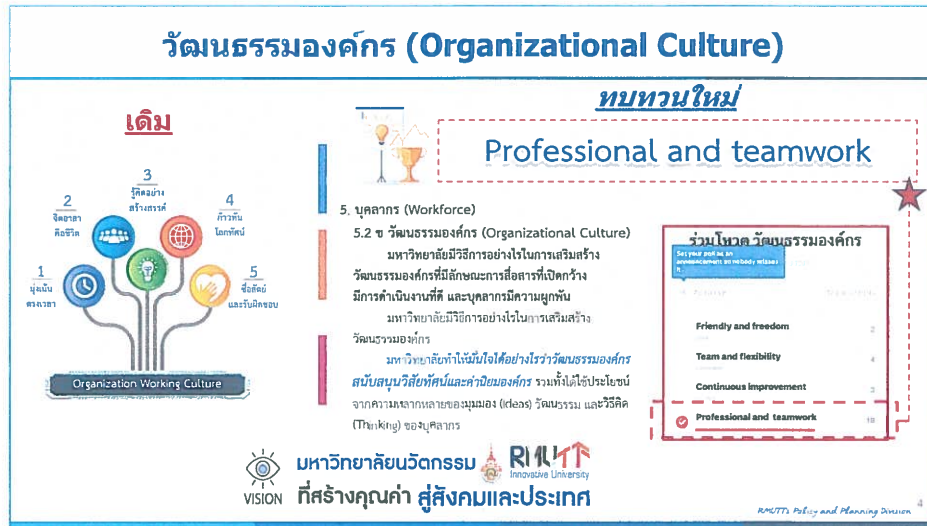 วัฒนธรรมองค์กร (Organizational Culture)
เดิม
1
มุ่งเน้น
ตรงเวลา
2
จิตอาสา
คือชีวิต
3
รู้คิดอย่าง
สร้างสรรค์
4
ก้าวทัน
โลกทัศน์
5
ซื่อสัตย์
และรับผิดชอบ
Organization Working Culture
ทบทวนใหม่
Professional and teamwork
5. บุคลากร (Workforce)
5.2 ข วัฒนธรรมองค์กร (Organizational Culture)
มหาวิทยาลัยมีวิธีการอย่างไรในการเสริมสร้าง
วัฒนธรรมองค์กรที่มีลักษณะการสื่อสารที่เปิดกว้าง
มีการดำเนินงานที่ดี และบุคลากรมีความผูกพัน
มหาวิทยาลัยมีวิธีการอย่างไรในการเสริมสร้าง
วัฒนธรรมองค์กร
มหาวิทยาลัยทำให้มั่นใจได้อย่างไรว่าวัฒนธรรมองค์กร
สนับสนุนวิสัยทัศน์และค่านิยมองค์กร รวมทั้งได้ใช้ประโยชน์
จากความหลากหลายของมุมมอง (Ideas) วัฒนธรรม และวิธีคิด
(Thinking) ของบุคลากร
ร่วมโหวต วัฒนธรรมองค์กร
Set your poll as an
announcement so nobody misses
it
Friendly and freedom 2
Team and flexibility 4
Continuous improvement 3
Professional and teamwork 18
VISION
มหาวิทยาลัยนวัตกรรม
RMUTT
Innovative University
ที่สร้างคุณค่า สู่สังคมและประเทศ
RMUTT: Policy and Planning Division
4